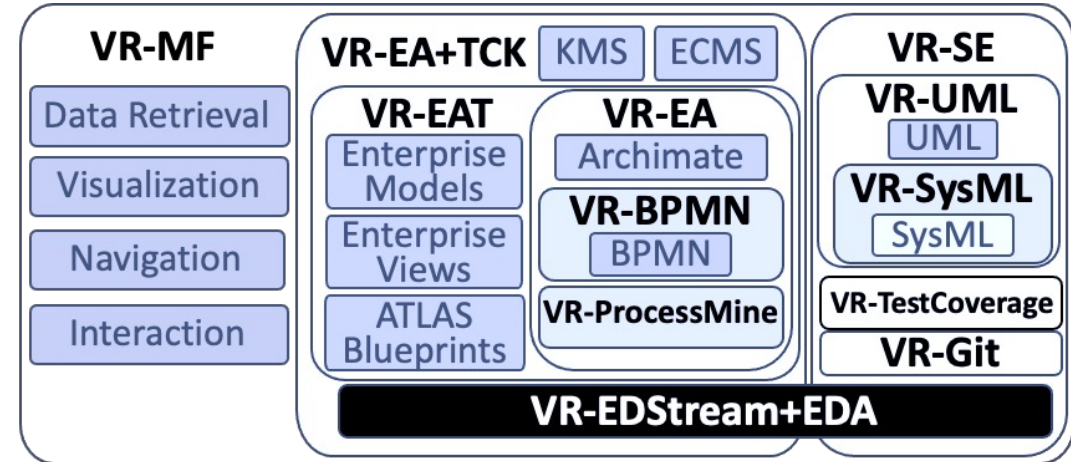 VR-MF
Data Retrieval
Visualization
Navigation
Interaction
VR-EA+TCK
KMS
ECMS
VR-EAT
Enterprise
Models
Enterprise
Views
ATLAS
Blueprints
VR-EA
Archimate
VR-BPMN
BPMN
VR-ProcessMine
VR-SE
VR-UML
UML
VR-SysML
SysML
VR-TestCoverage
VR-Git
VR-EDStream+EDA